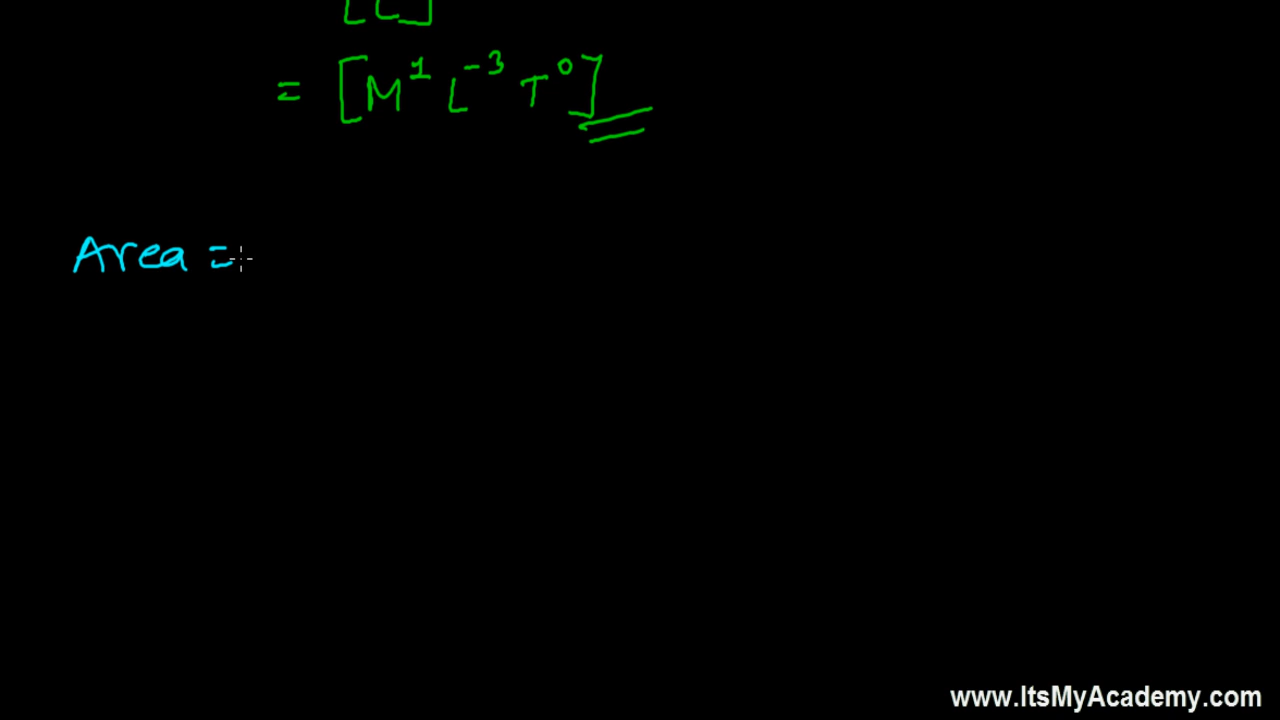 [L]
= [M¹ L⁻³ T⁰]
Area =
www.ItsMyAcademy.com